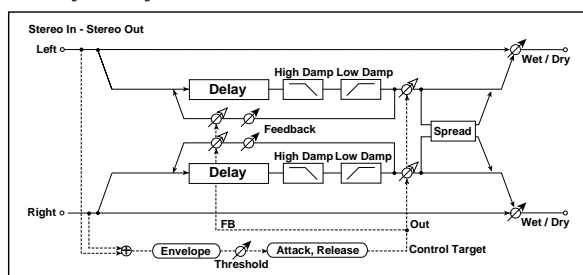 Stereo In - Stereo Out
Left
Wet / Dry
High Damp Low Damp
Delay
Feedback
Spread
High Damp Low Damp
Delay
Right
FB
Out
Wet / Dry
Envelope
Threshold
Attack, Release
Control Target